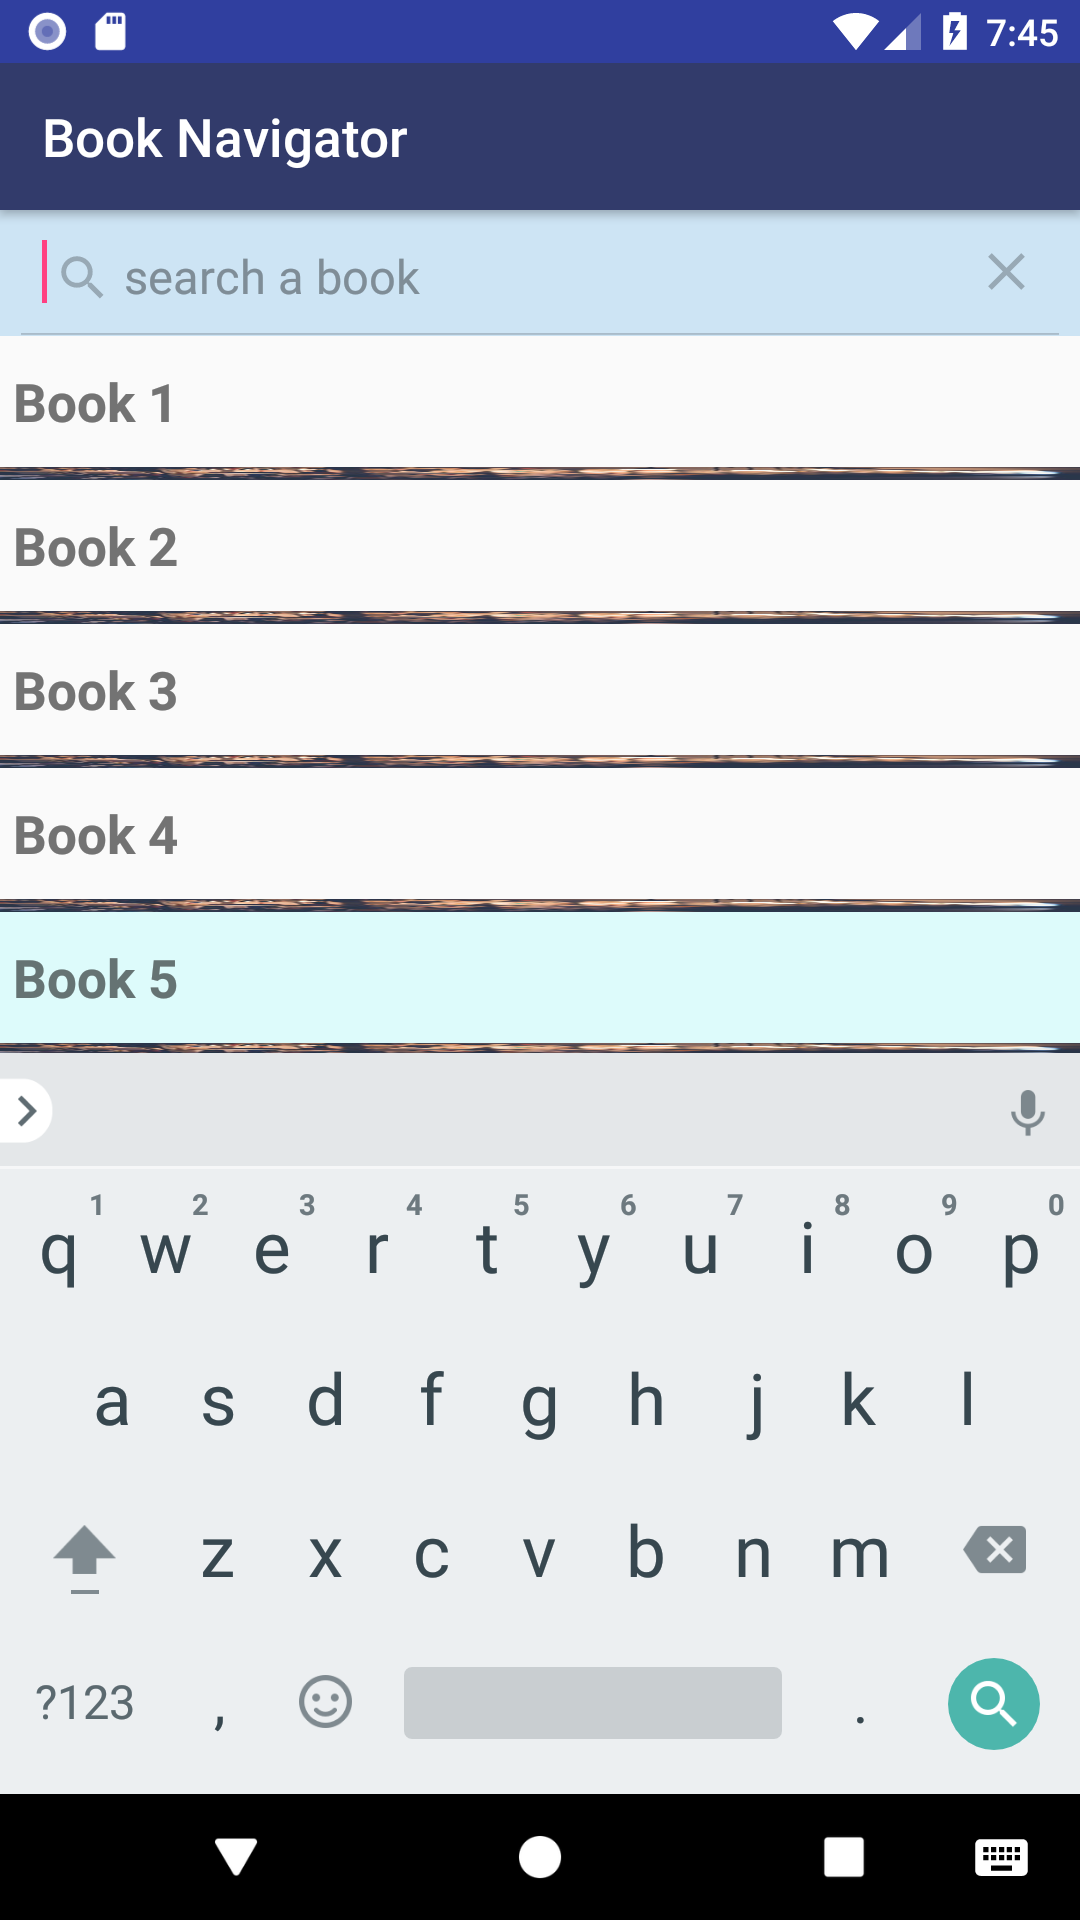 7:45
Book Navigator
search a book
Book 1
Book 2
Book 3
Book 4
Book 5
1 2 3 4 5 6 7 8 9 0
q w e r t y u i o p
a s d f g h j k l
z x c v b n m
?123 , .